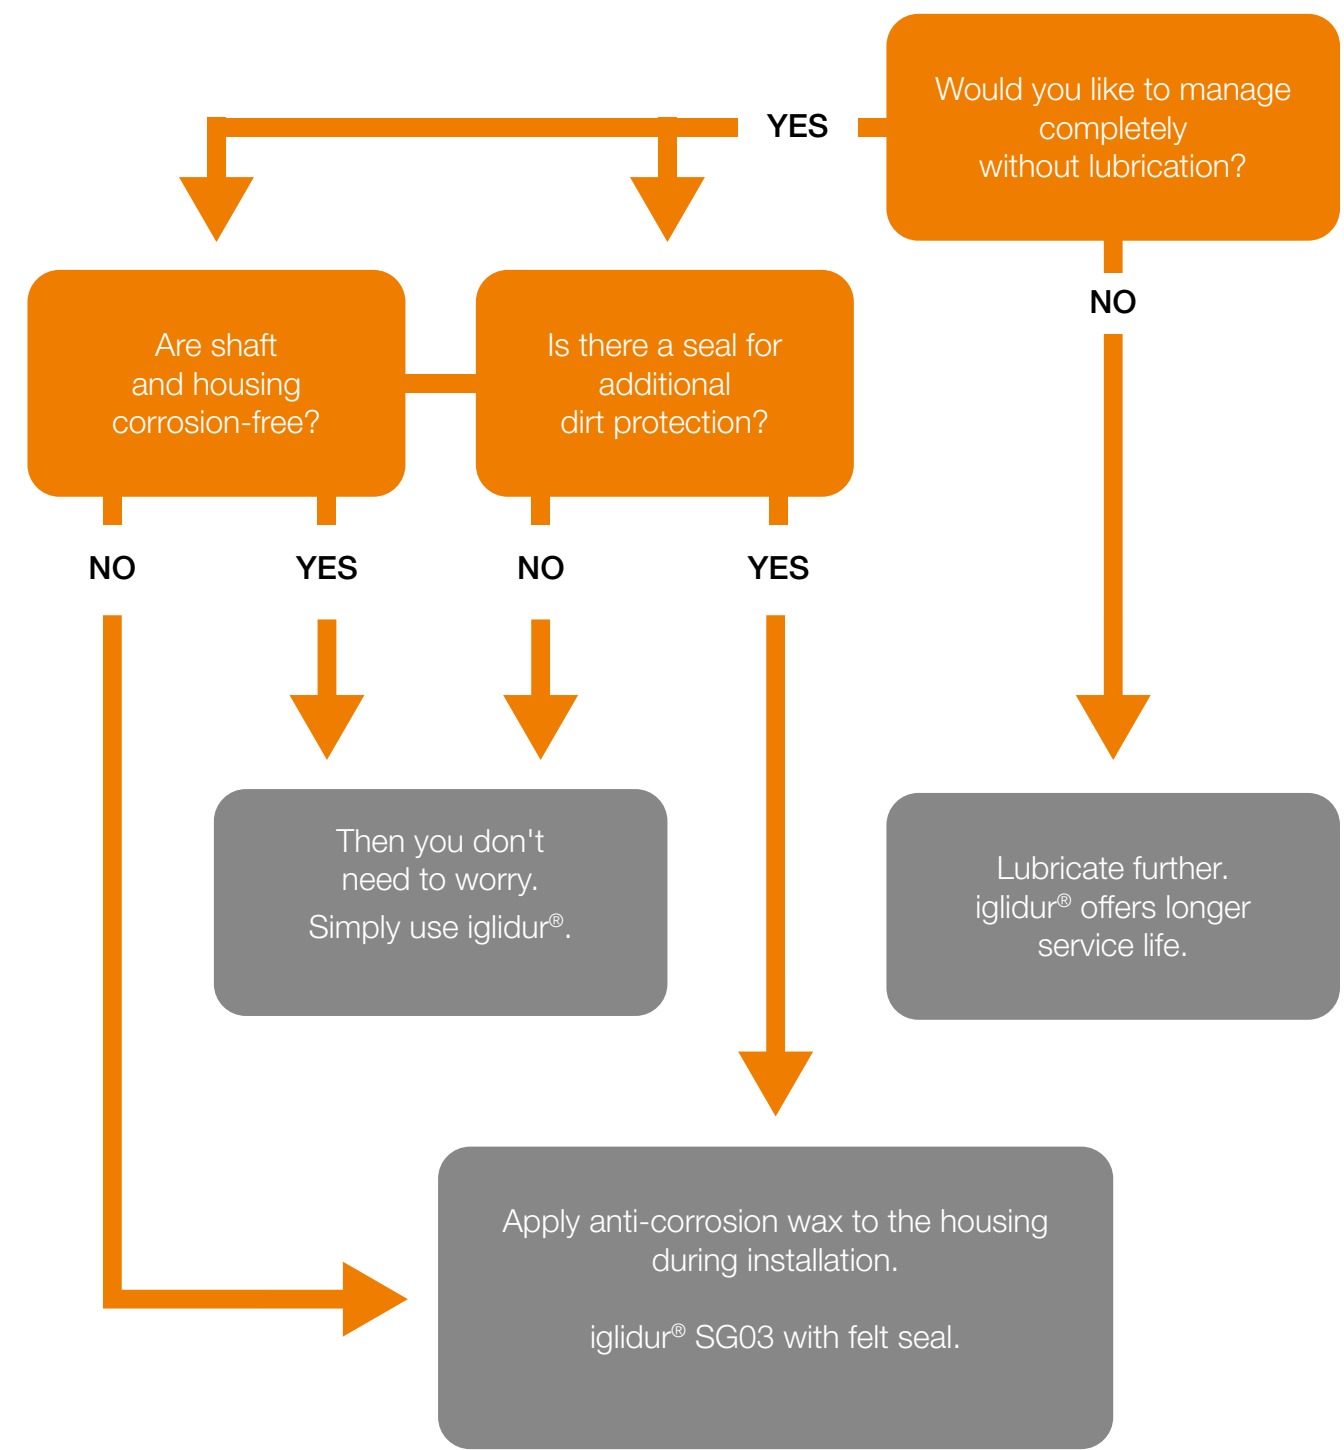 Would you like to manage
completely
without lubrication?
YES
NO
Are shaft
and housing
corrosion-free?
Is there a seal for
additional
dirt protection?
NO
YES
NO
YES
Then you don't
need to worry.
Simply use iglidur®.
Lubricate further.
iglidur® offers longer
service life.
Apply anti-corrosion wax to the housing
during installation.
iglidur® SG03 with felt seal.